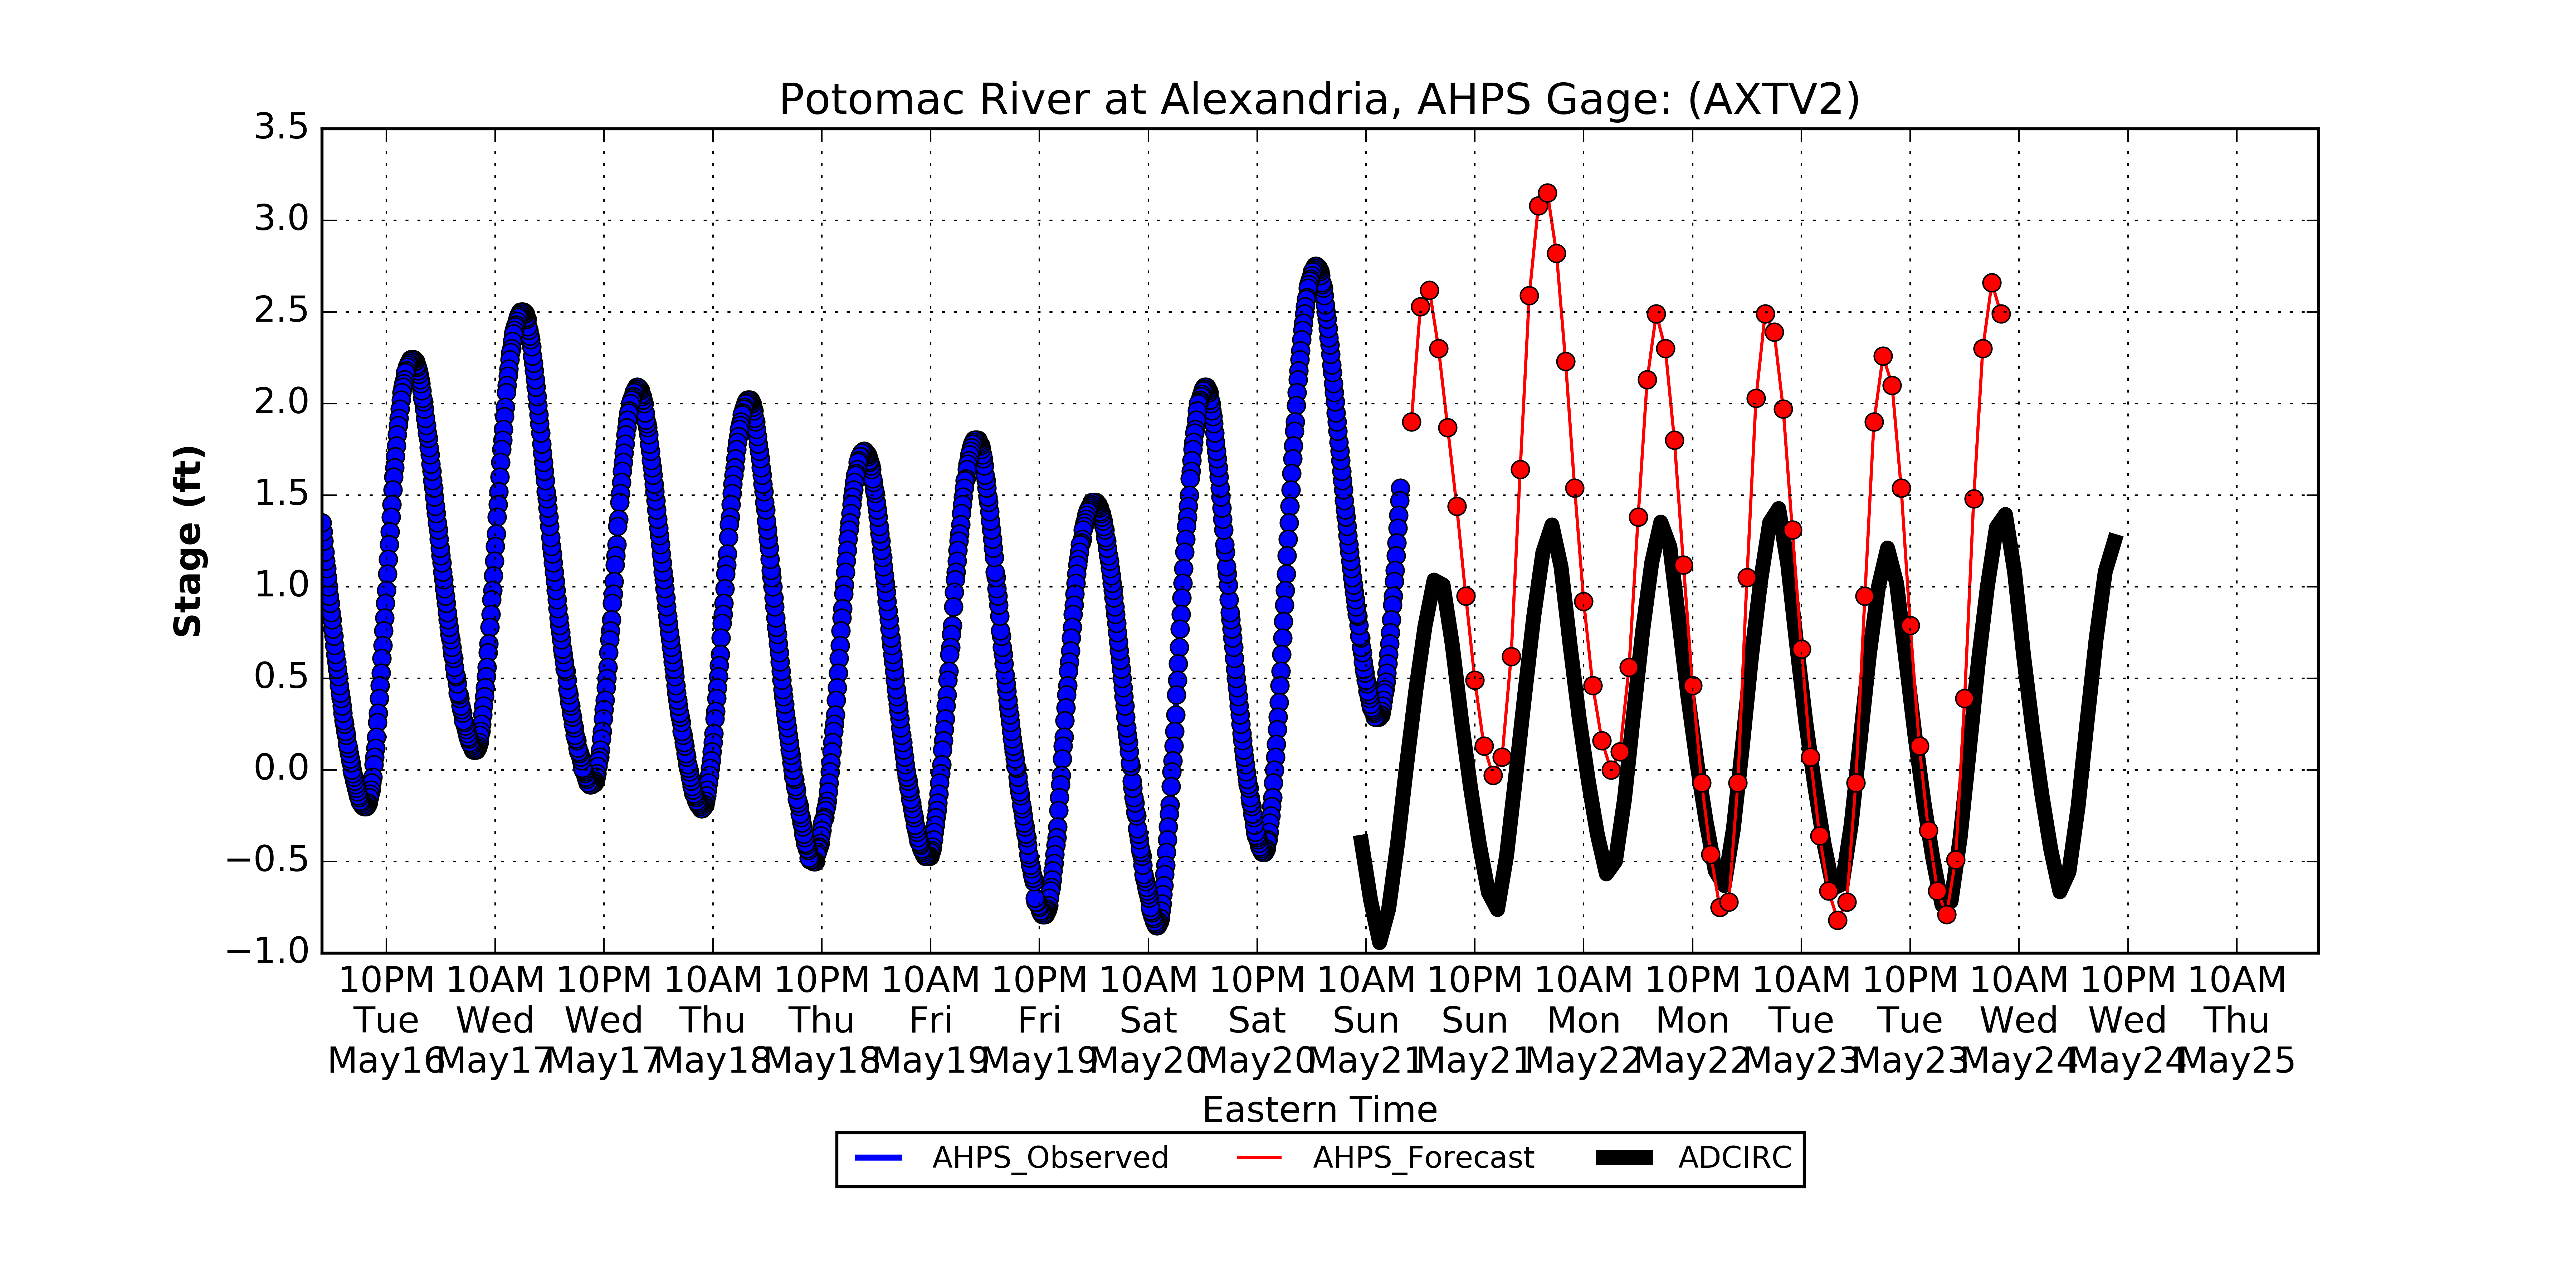 Potomac River at Alexandria, AHPS Gage: (AXTV2)
3.5
3.0
2.5
2.0
1.5
1.0
0.5
0.0
−0.5
−1.0
Stage (ft)
10PM 10AM 10PM 10AM 10PM 10AM 10PM 10AM 10PM 10AM 10PM 10AM 10PM 10AM 10PM 10AM 10PM 10AM
Tue Wed Wed Thu Thu Fri Fri Sat Sat Sun Sun Mon Mon Tue Tue Wed Wed Thu
May16 May17 May17 May18 May18 May19 May19 May20 May20 May21 May21 May22 May22 May23 May23 May24 May24 May25
Eastern Time
AHPS_Observed AHPS_Forecast ADCIRC